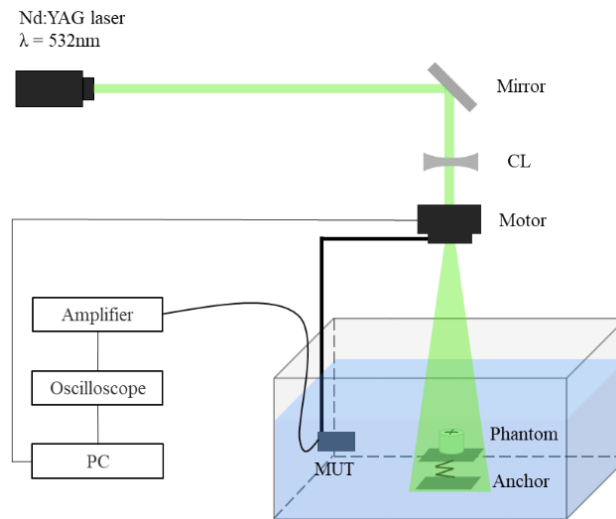 Nd:YAG laser
λ = 532nm
Mirror
CL
Motor
Amplifier
Oscilloscope
PC
MUT
Phantom
Anchor